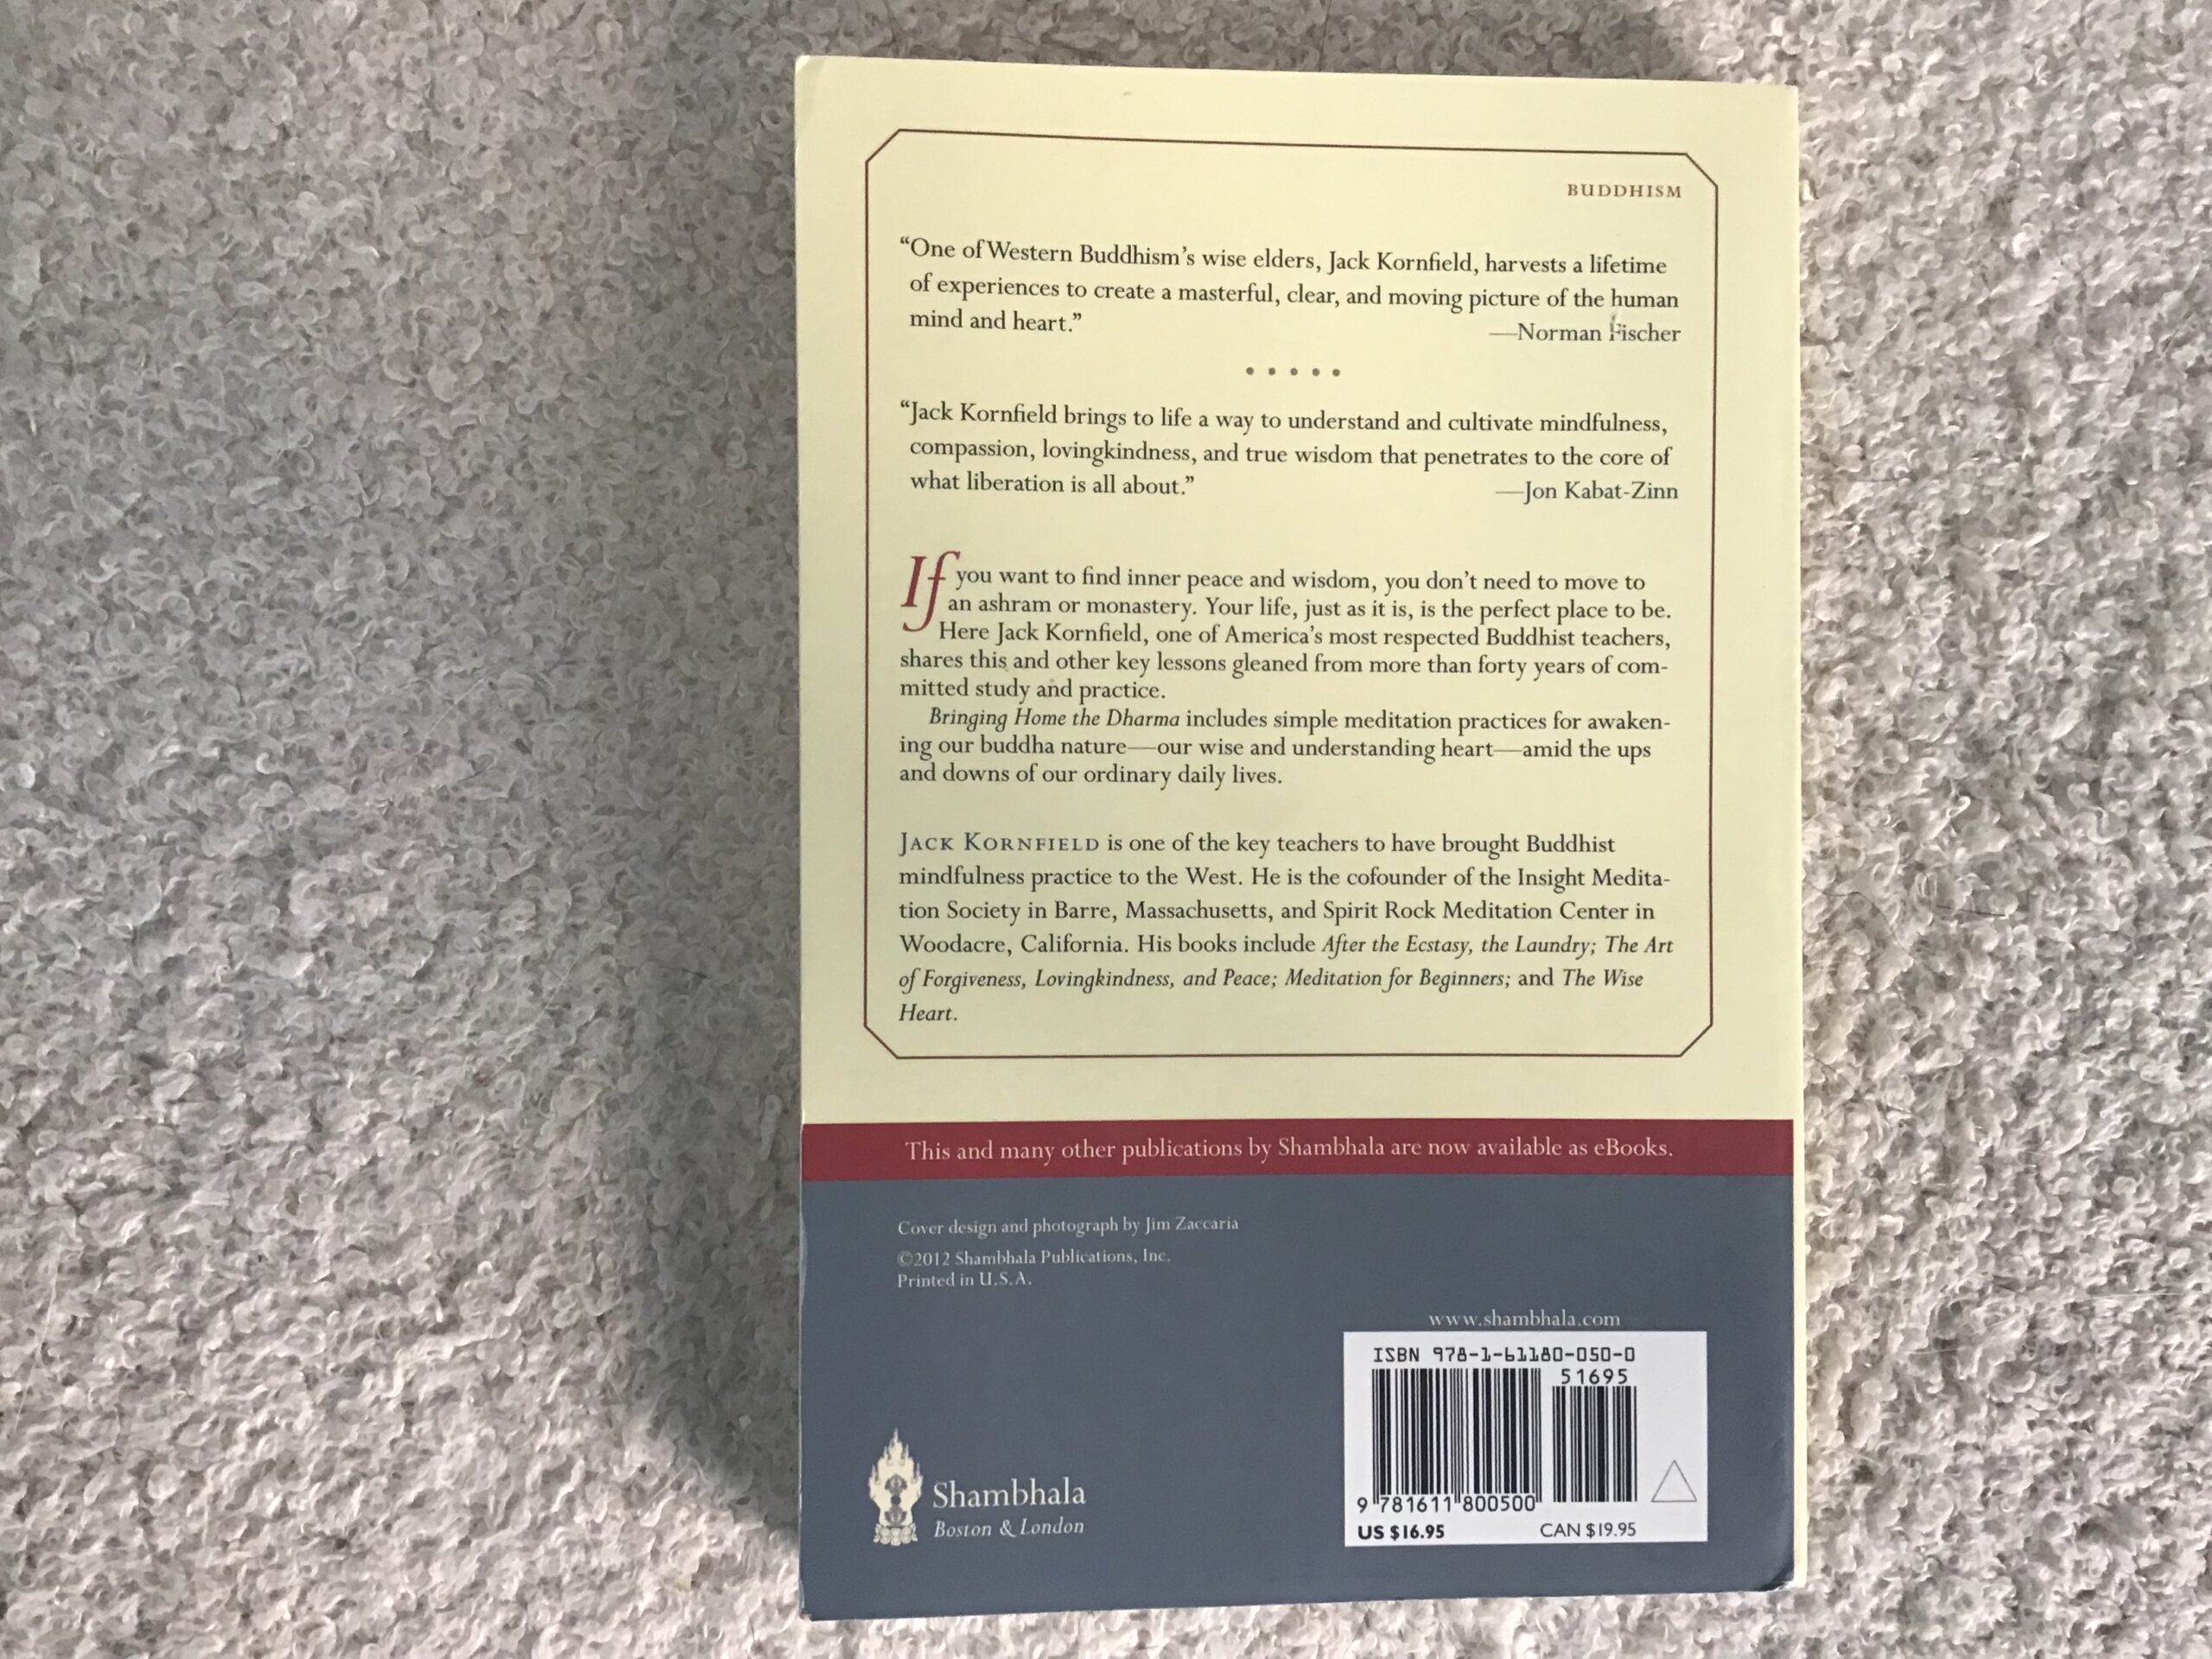 BUDDHISM
“One of Western Buddhism’s wise elders, Jack Kornfield, harvests a lifetime
of experiences to create a masterful, clear, and moving picture of the human
mind and heart.” —Norman Fischer
“Jack Kornfield brings to life a way to understand and cultivate mindfulness,
compassion, lovingkindness, and true wisdom that penetrates to the core of
what liberation is all about.” —Jon Kabat-Zinn
If you want to find inner peace and wisdom, you don’t need to move to
an ashram or monastery. Your life, just as it is, is the perfect place to be.
Here Jack Kornfield, one of America’s most respected Buddhist teachers,
shares this and other key lessons gleaned from more than forty years of com-
mitted study and practice.
Bringing Home the Dharma includes simple meditation practices for awaken-
ing our buddha nature—our wise and understanding heart—amid the ups
and downs of our ordinary daily lives.
JACK KORNFIELD is one of the key teachers to have brought Buddhist
mindfulness practice to the West. He is the cofounder of the Insight Medita-
tion Society in Barre, Massachusetts, and Spirit Rock Meditation Center in
Woodacre, California. His books include After the Ecstasy, the Laundry; The Art
of Forgiveness, Lovingkindness, and Peace; Meditation for Beginners; and The Wise
Heart.
This and many other publications by Shambhala are now available as eBooks.
Cover design and photograph by Jim Zaccaria
©2012 Shambhala Publications, Inc.
Printed in U.S.A.
www.shambhala.com
ISBN 978-1-61180-050-0
51695
9 781611 800500
US $16.95 CAN $19.95
Shambhala
Boston & London